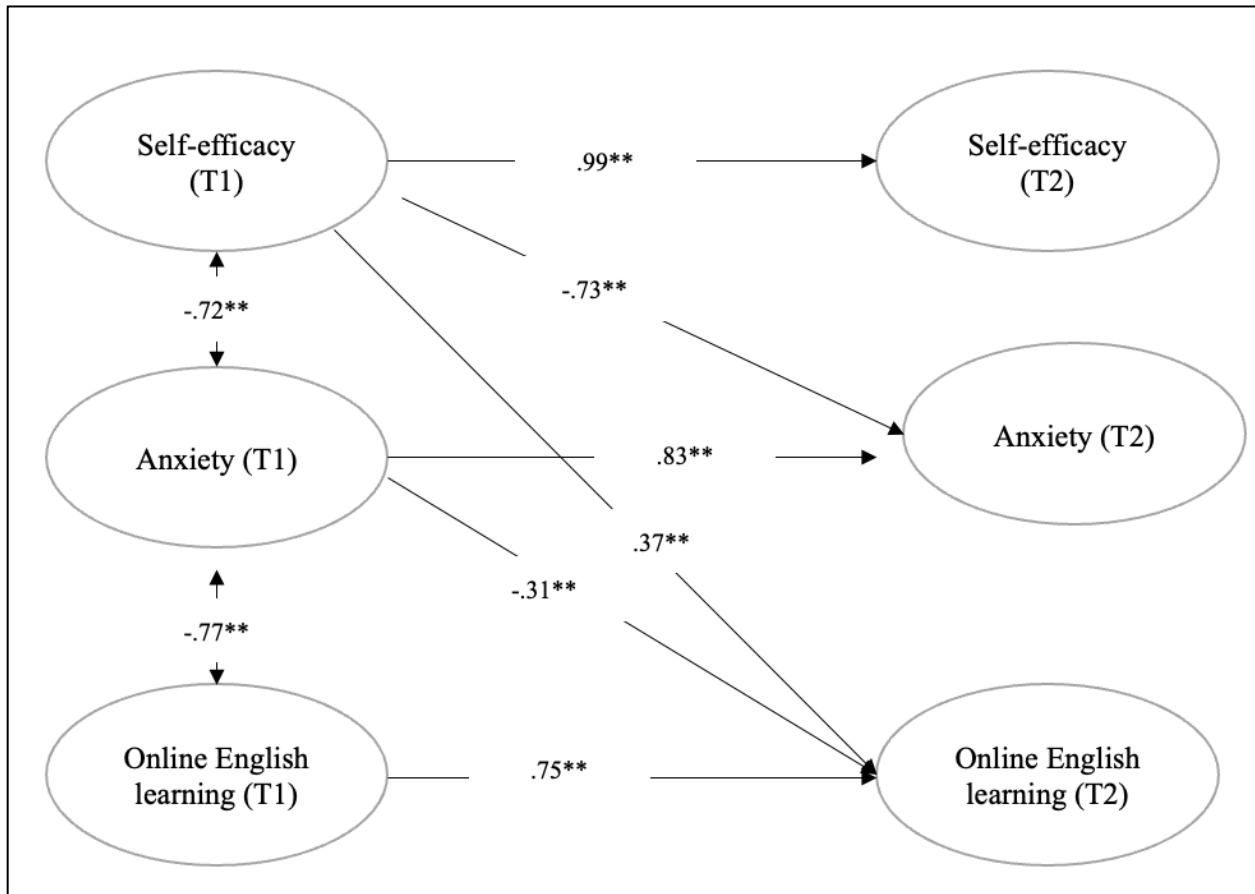 Self-efficacy
(T1)
.99**
Self-efficacy
(T2)
-.73**
-.72**
Anxiety (T1)
.83**
Anxiety (T2)
.37**
-.31**
-.77**
Online English
learning (T1)
.75**
Online English
learning (T2)